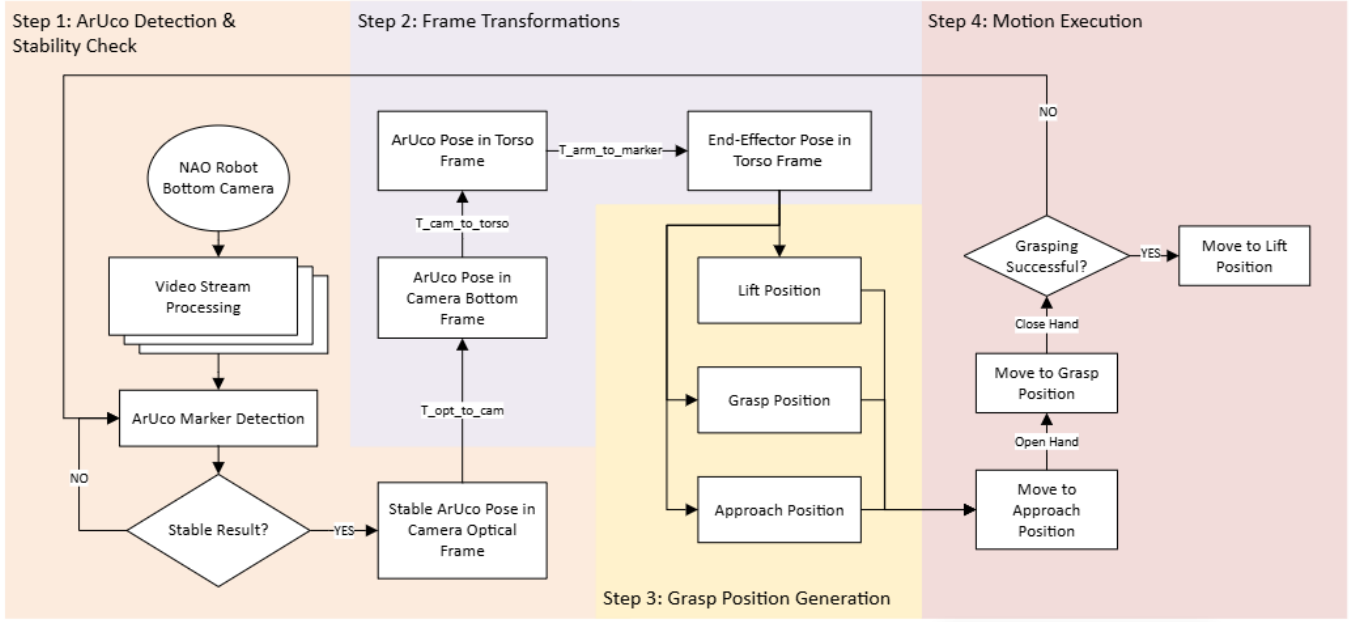 Step 1: ArUco Detection &
Stability Check
NAO Robot
Bottom Camera
Video Stream
Processing
ArUco Marker Detection
NO
Stable Result?
YES
Stable ArUco Pose in
Camera Optical
Frame
Step 2: Frame Transformations
T_opt_to_cam
ArUco Pose in
Camera Bottom
Frame
T_cam_to_torso
ArUco Pose in Torso
Frame
T_arm_to_marker
End-Effector Pose in
Torso Frame
Lift Position
Grasp Position
Approach Position
Step 3: Grasp Position Generation
Step 4: Motion Execution
Move to
Approach
Position
Open Hand
Move to Grasp
Position
Close Hand
Grasping
Successful?
NO
YES
Move to Lift
Position